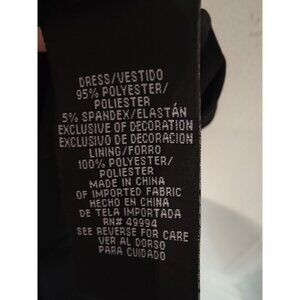 DRESS/VESTIDO
95% POLYESTER/
POLIESTER
5% SPANDEX/ELASTÁN
EXCLUSIVE OF DECORATION
EXCLUSIVO DE DECORACION
LINING/FORRO
100% POLYESTER/
POLIESTER
MADE IN CHINA
OF IMPORTED FABRIC
HECHO EN CHINA
DE TELA IMPORTADA
RN# 49994
SEE REVERSE FOR CARE
VER AL DORSO
PARA CUIDADO